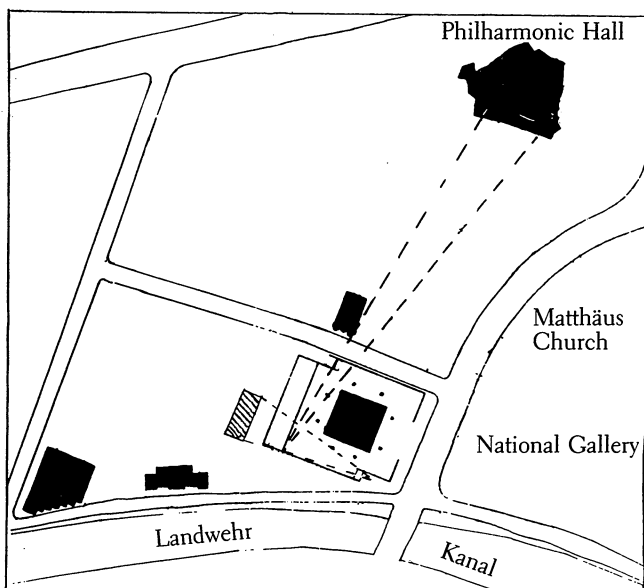 Philharmonic Hall
Matthäus
Church
National Gallery
Landwehr
Kanal